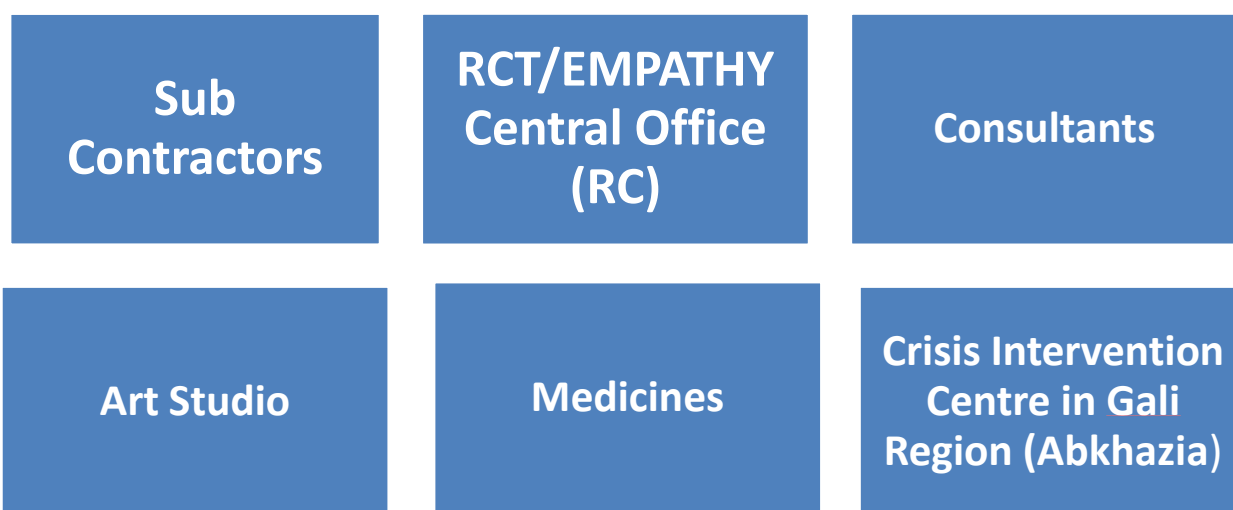 Sub
Contractors
RCT/EMPATHY
Central Office
(RC)
Consultants
Art Studio
Medicines
Crisis Intervention
Centre in Gali
Region (Abkhazia)